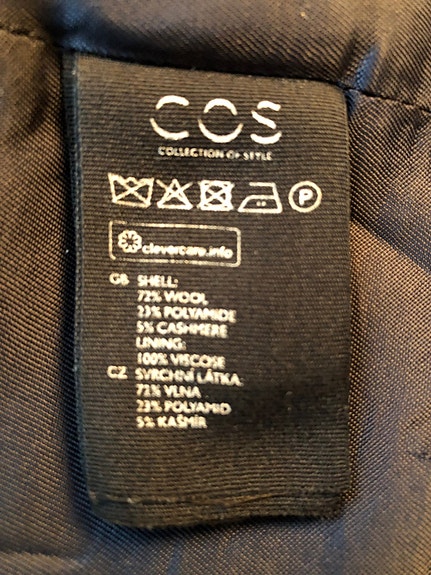 COS
COLLECTION OF STYLE
P
clevercare.info
GB SHELL:
72% WOOL
23% POLYAMIDE
5% CASHMERE
LINING:
100% VISCOSE
CZ SVRCHNÍ LÁTKA:
72% VLNA
23% POLYAMID
5% KAŠMÍR